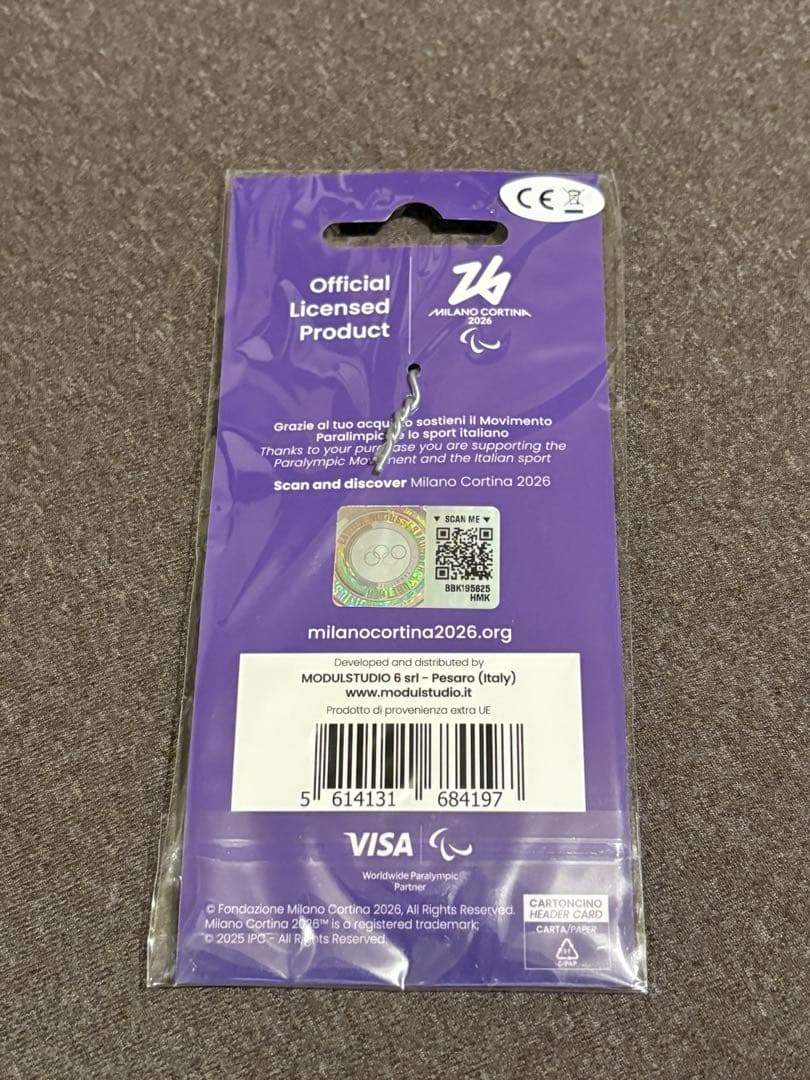 CE
Official
Licensed
Product
26
MILANO CORTINA
2026
Grazie al tuo acquisto sostieni il Movimento
Paralimpico e lo sport italiano
Thanks to your purchase you are supporting the
Paralympic Movement and the Italian sport
Scan and discover Milano Cortina 2026
▼ SCAN ME ▼
BBK195825
HMK
milanocortina2026.org
Developed and distributed by
MODULSTUDIO 6 srl - Pesaro (Italy)
www.modulstudio.it
Prodotto di provenienza extra UE
5 614131 684197
VISA
Worldwide Paralympic
Partner
© Fondazione Milano Cortina 2026, All Rights Reserved.
Milano Cortina 2026™ is a registered trademark;
© 2025 IPC - All Rights Reserved
CARTONCINO
HEADER CARD
CARTA/PAPER
C/PAP